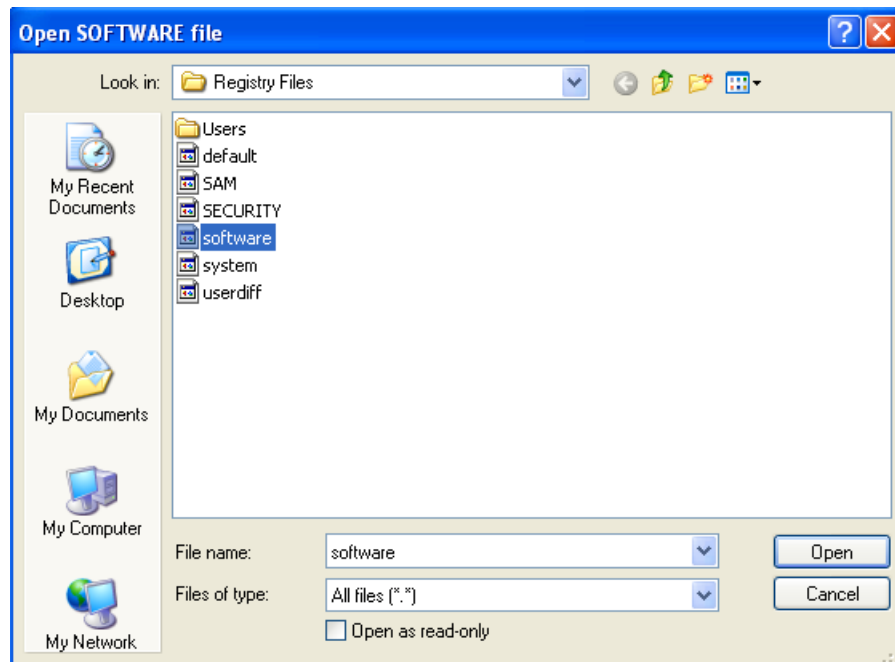 Open SOFTWARE file
Look in: Registry Files
Users
default
SAM
SECURITY
software
system
userdiff
My Recent
Documents
Desktop
My Documents
My Computer
My Network
File name: software Open
Files of type: All files (*.*) Cancel
Open as read-only